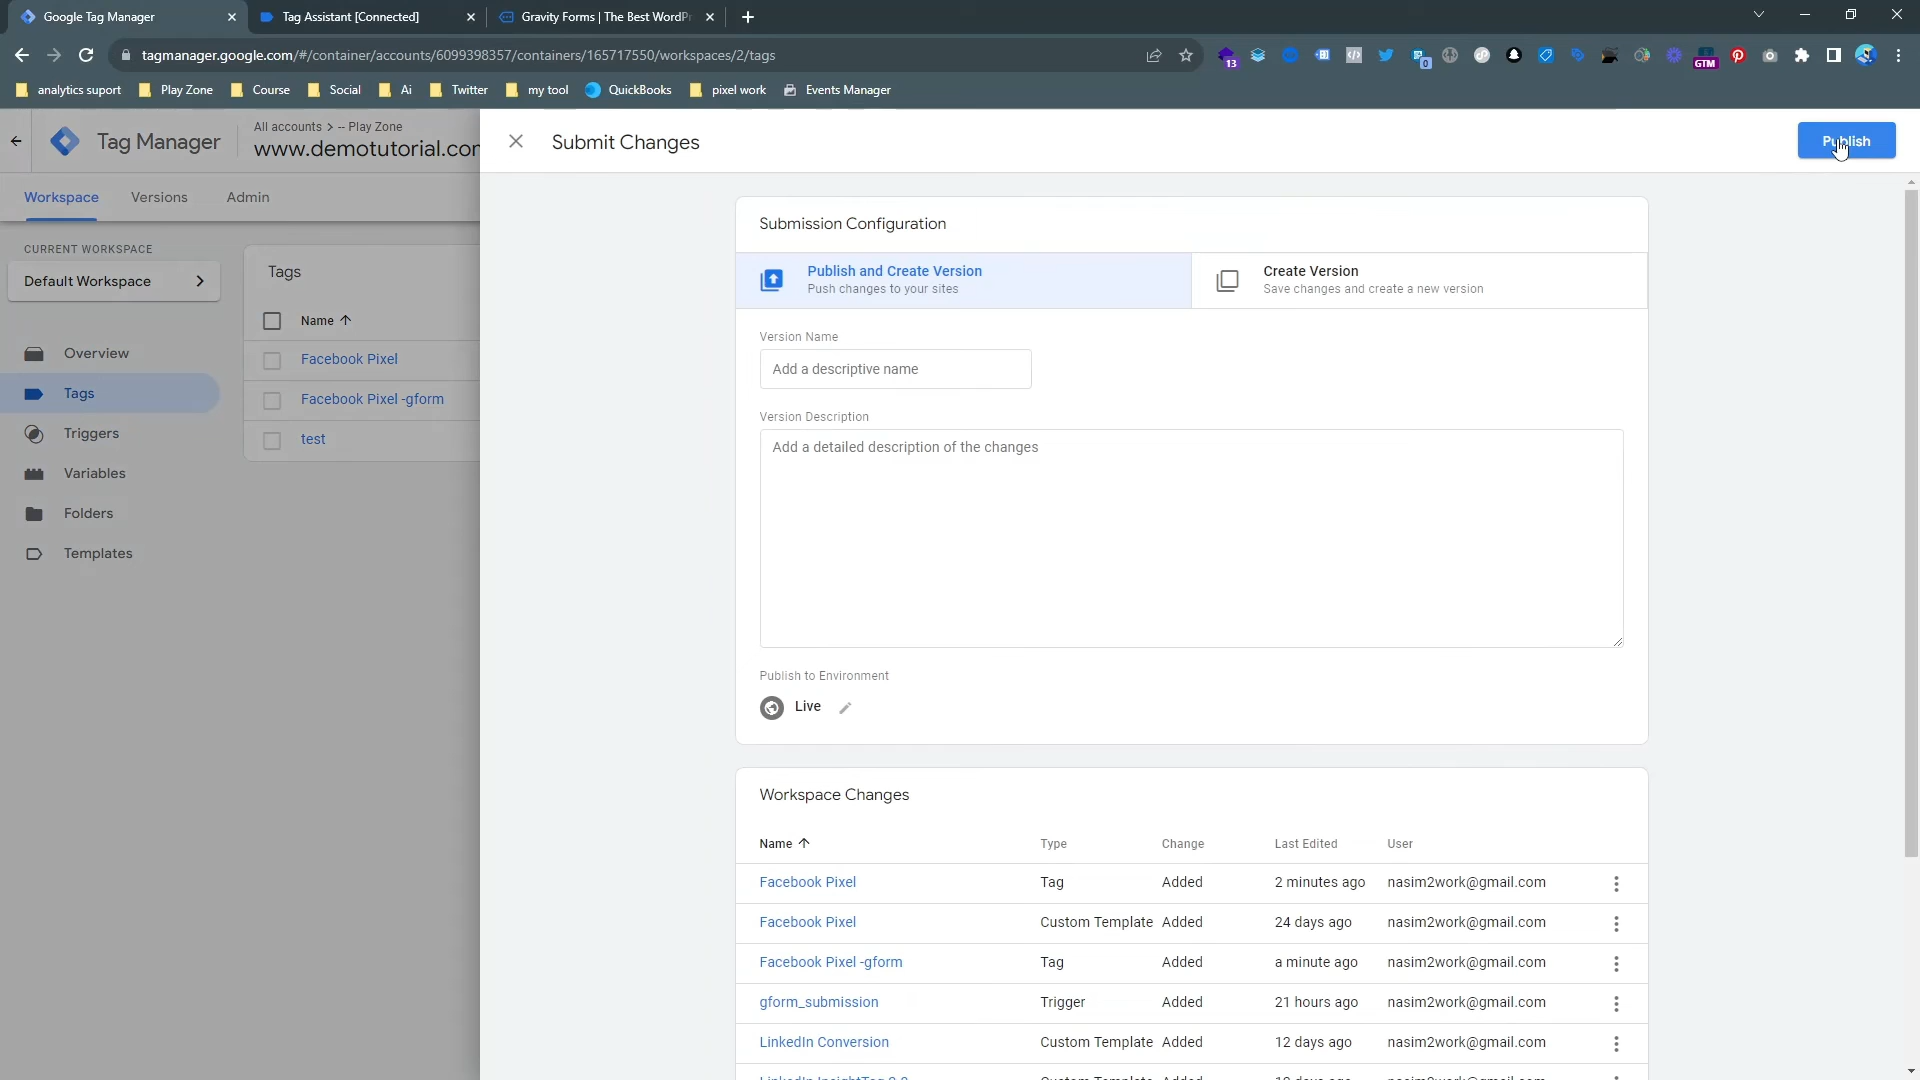 Google Tag Manager
Tag Assistant [Connected]
Gravity Forms | The Best WordPr
tagmanager.google.com/#/container/accounts/6099398357/containers/165717550/workspaces/2/tags
13
0
GTM
analytics suport
Play Zone
Course
Social
Ai
Twitter
my tool
QuickBooks
pixel work
Events Manager
Tag Manager
All accounts > -- Play Zone
www.demotutorial.com
Submit Changes
Publish
Workspace
Versions
Admin
CURRENT WORKSPACE
Default Workspace
Overview
Tags
Triggers
Variables
Folders
Templates
Tags
Name
Facebook Pixel
Facebook Pixel -gform
test
Submission Configuration
Publish and Create Version
Push changes to your sites
Create Version
Save changes and create a new version
Version Name
Add a descriptive name
Version Description
Add a detailed description of the changes
Publish to Environment
Live
Workspace Changes
Name Type Change Last Edited User
Facebook Pixel Tag Added 2 minutes ago nasim2work@gmail.com
Facebook Pixel Custom Template Added 24 days ago nasim2work@gmail.com
Facebook Pixel -gform Tag Added a minute ago nasim2work@gmail.com
gform_submission Trigger Added 21 hours ago nasim2work@gmail.com
LinkedIn Conversion Custom Template Added 12 days ago nasim2work@gmail.com